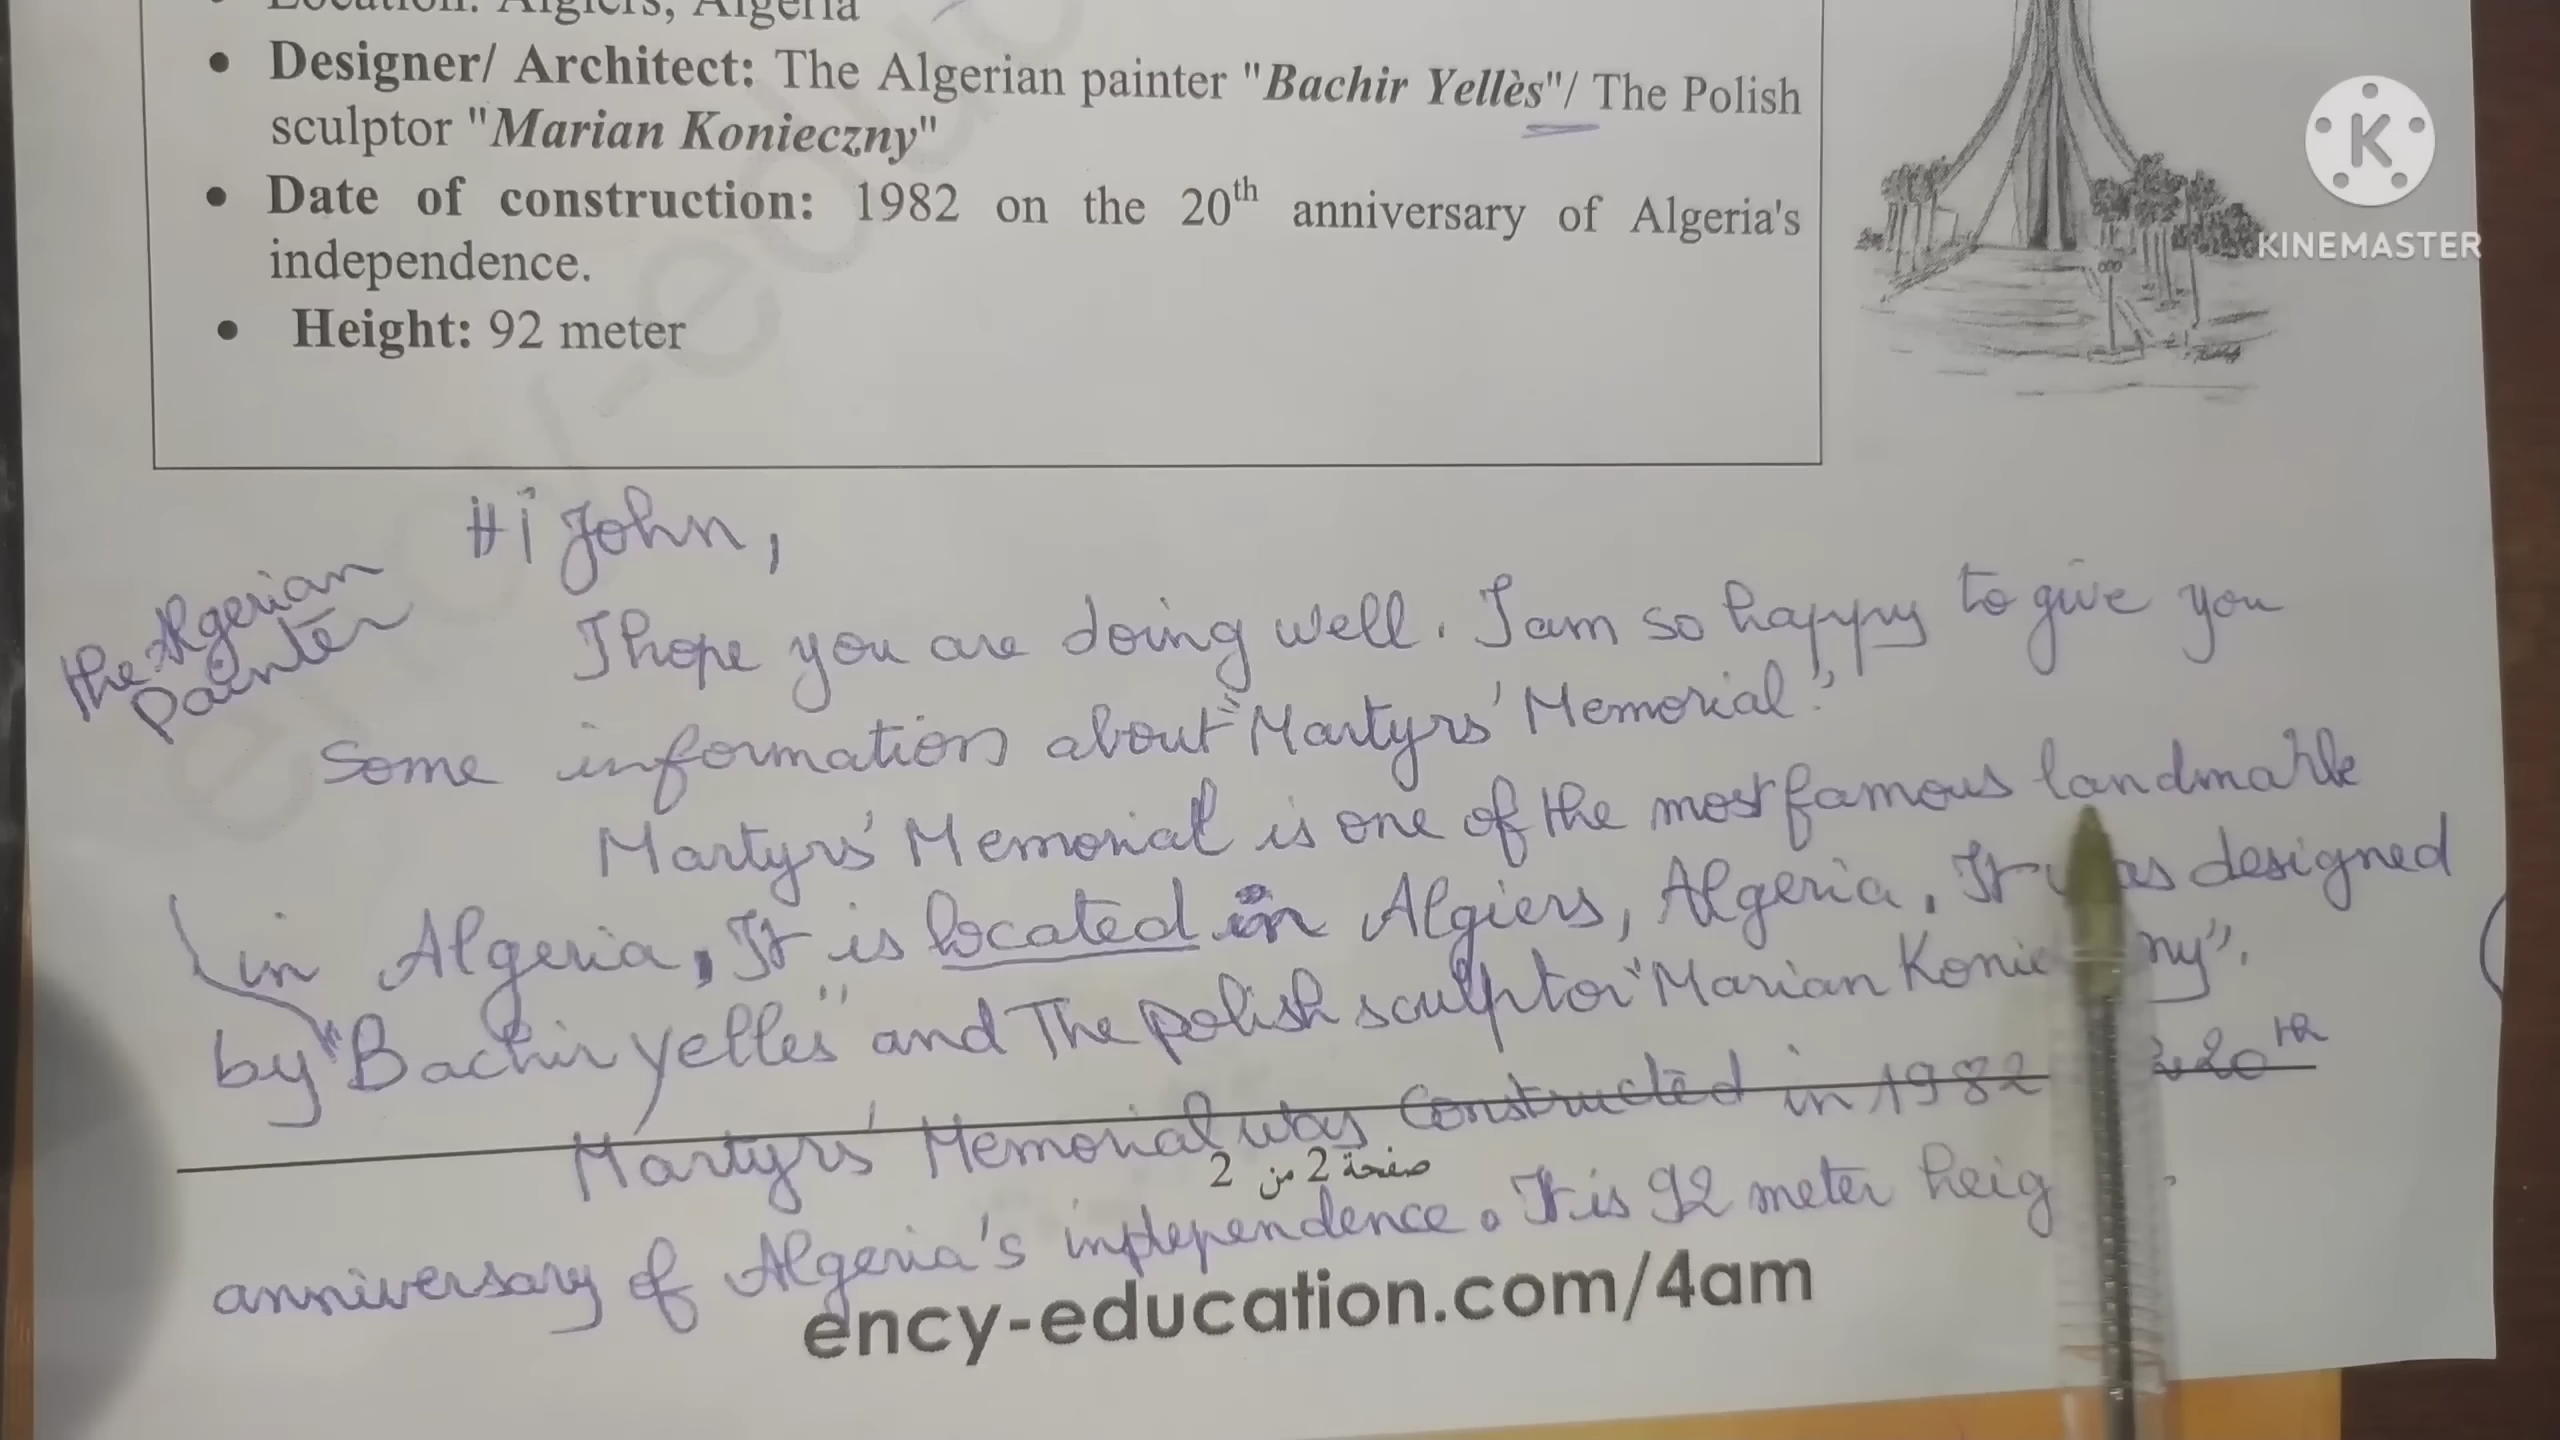 Location: Algiers, Algeria
• Designer/ Architect: The Algerian painter "Bachir Yellès"/ The Polish
sculptor "Marian Konieczny"
• Date of construction: 1982 on the 20th anniversary of Algeria's
independence.
• Height: 92 meter
KINEMASTER
Hi John,
the Algerian
painter
I hope you are doing well. I am so happy to give you
some information about "Martyrs' Memorial".
Martyrs' Memorial is one of the most famous landmark
in Algeria. It is located in Algiers, Algeria. It was designed
by "Bachir yelles" and The polish sculptor "Marian
Martyrs' Memorial was constructed in 1982 20th
صفحة 2 من 2
anniversary of Algeria's independence. It is 92 meter
ency-education.com/4am